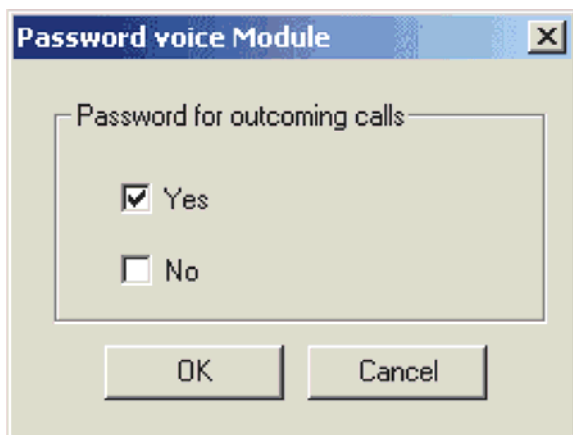 Password voice Module
Password for outcoming calls
Yes
No
OK Cancel